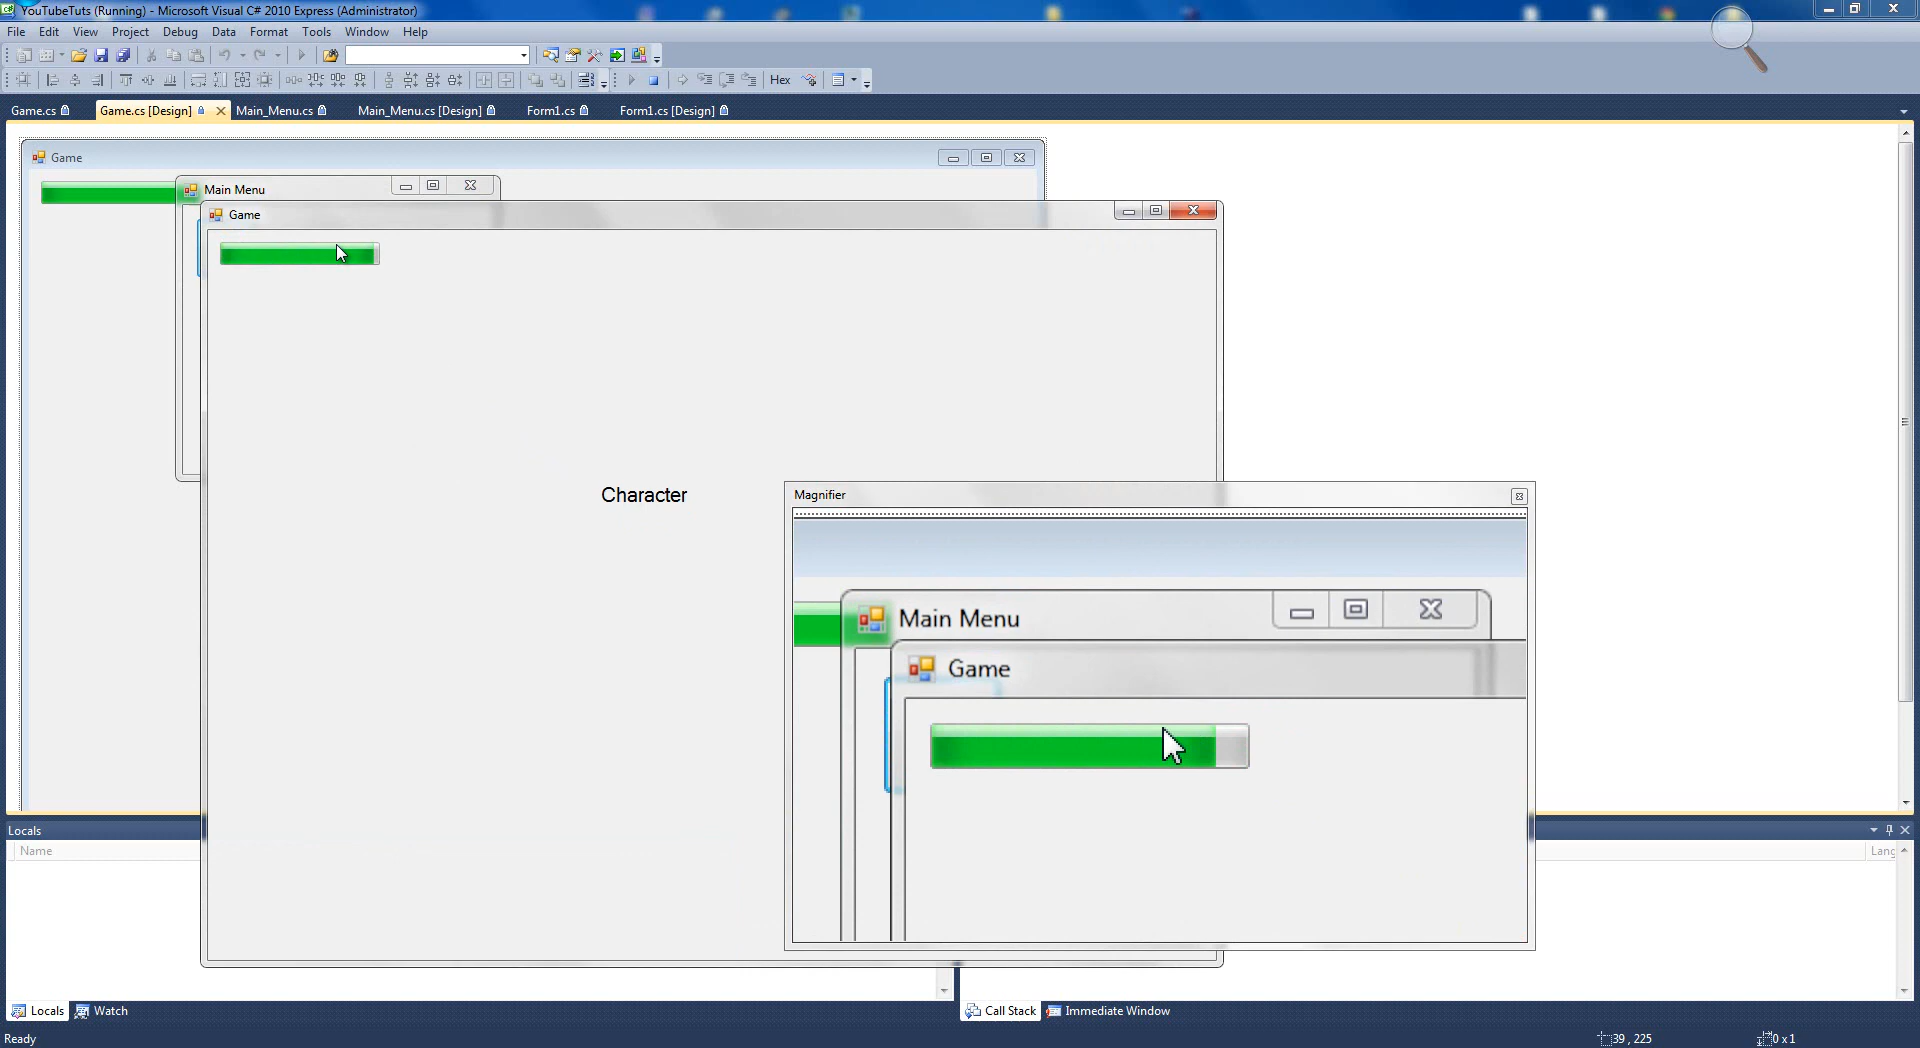 YouTubeTuts (Running) - Microsoft Visual C# 2010 Express (Administrator)
File Edit View Project Debug Data Format Tools Window Help
Hex
Game.cs Game.cs [Design] Main_Menu.cs Main_Menu.cs [Design] Form1.cs Form1.cs [Design]
Game
Main Menu
Game
Character
Magnifier
Main Menu
Game
Locals
Name
Lang
Locals Watch
Call Stack Immediate Window
Ready
39 , 225
0 x 1